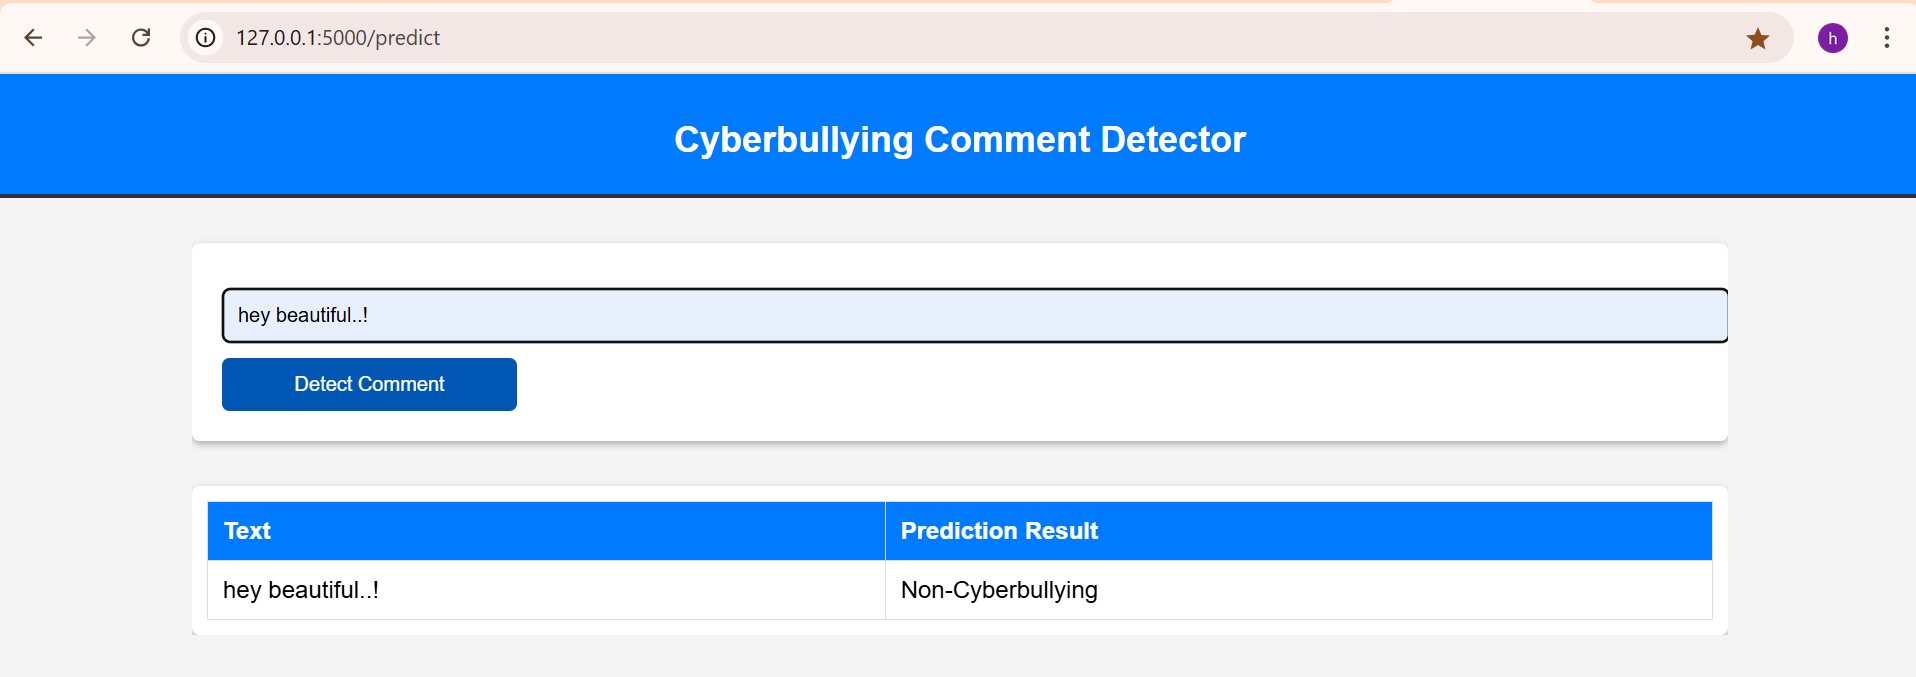 127.0.0.1:5000/predict
h
Cyberbullying Comment Detector
hey beautiful..!
Detect Comment
Text Prediction Result
hey beautiful..! Non-Cyberbullying